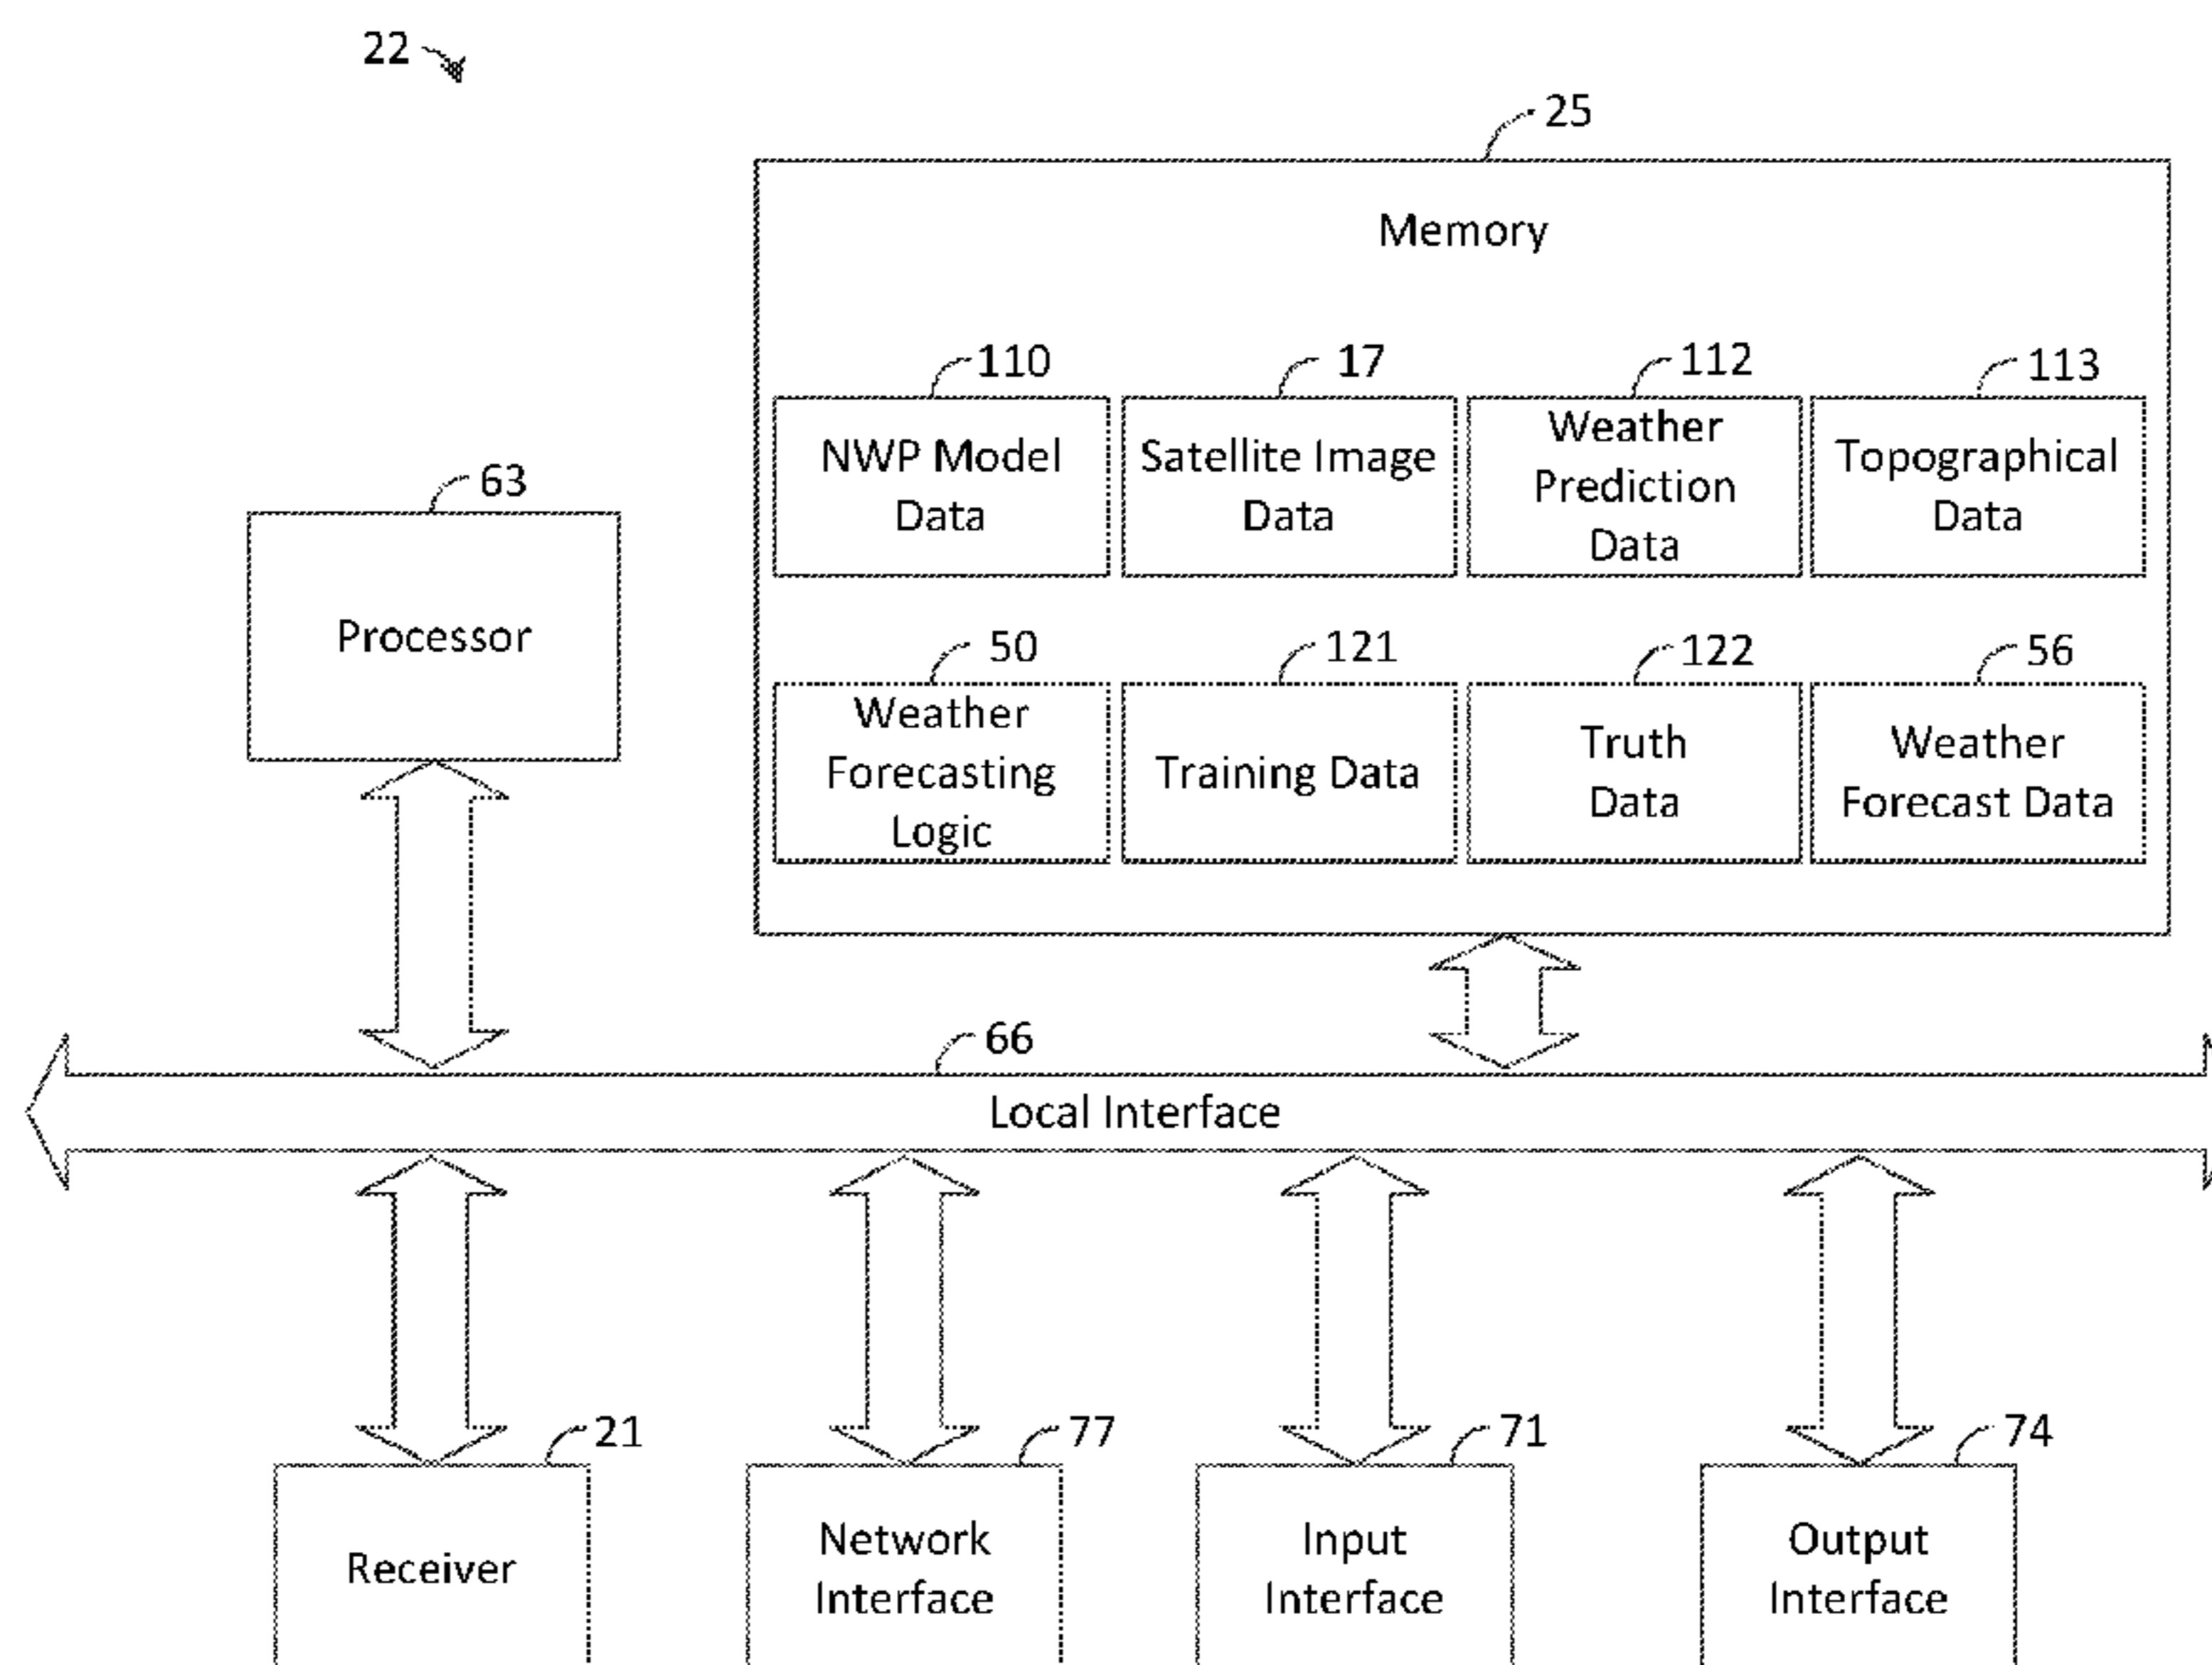 22
25
Memory
110
17
112
113
NWP Model
Data
Satellite Image
Data
Weather
Prediction
Data
Topographical
Data
63
Processor
50
121
122
56
Weather
Forecasting
Logic
Training Data
Truth
Data
Weather
Forecast Data
66
Local Interface
21
77
71
74
Receiver
Network
Interface
Input
Interface
Output
Interface